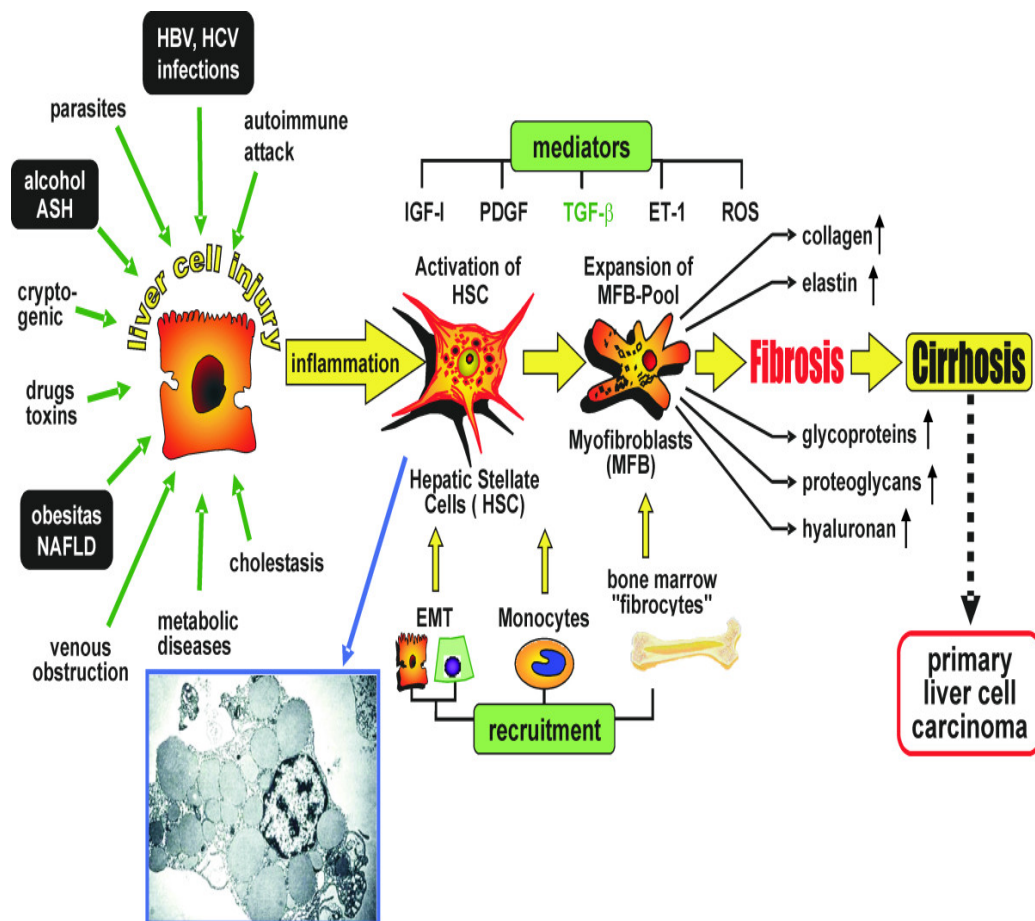 HBV, HCV
infections
parasites
autoimmune
attack
alcohol
ASH
liver cell injury
crypto-
genic
drugs
toxins
obesitas
NAFLD
venous
obstruction
metabolic
diseases
cholestasis
inflammation
mediators
IGF-I
PDGF
TGF-β
ET-1
ROS
Activation of
HSC
Hepatic Stellate
Cells ( HSC)
Expansion of
MFB-Pool
Myofibroblasts
(MFB)
collagen
elastin
Fibrosis
Cirrhosis
glycoproteins
proteoglycans
hyaluronan
EMT
Monocytes
bone marrow
"fibrocytes"
recruitment
primary
liver cell
carcinoma